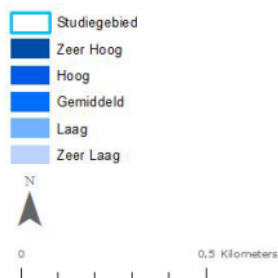 Studiegebied
Zeer Hoog
Hoog
Gemiddeld
Laag
Zeer Laag
N
0 0,5 Kilometers